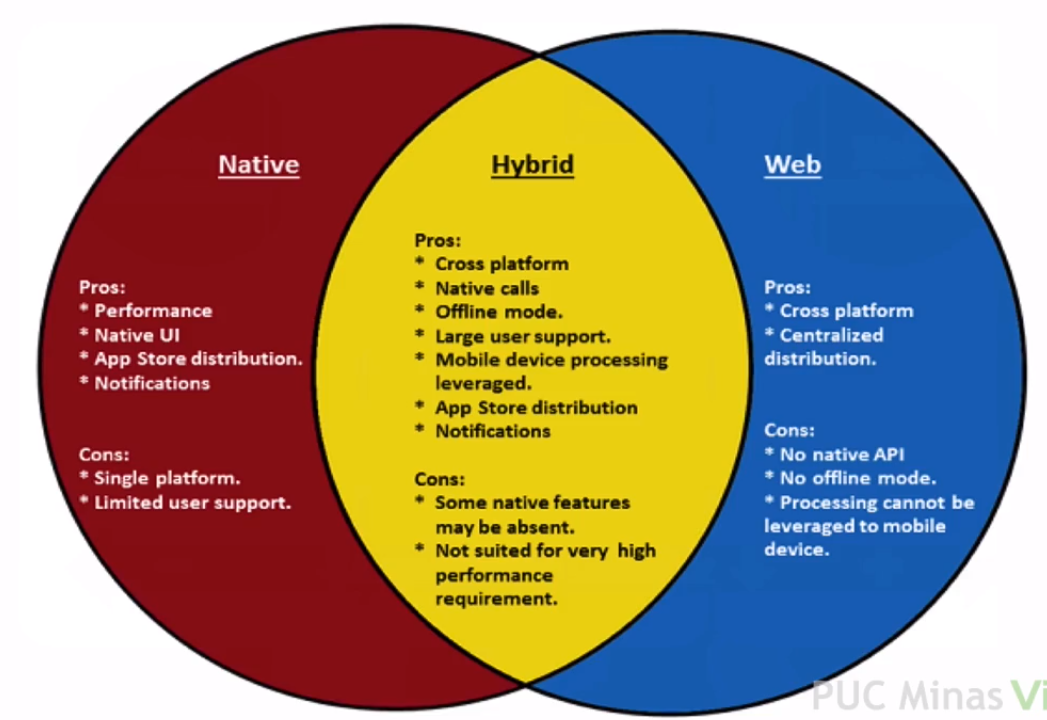 Native
Pros:
* Performance
* Native UI
* App Store distribution.
* Notifications
Cons:
* Single platform.
* Limited user support.
Hybrid
Pros:
* Cross platform
* Native calls
* Offline mode.
* Large user support.
* Mobile device processing
leveraged.
* App Store distribution
* Notifications
Cons:
* Some native features
may be absent.
* Not suited for very high
performance
requirement.
Web
Pros:
* Cross platform
* Centralized
distribution.
Cons:
* No native API
* No offline mode.
* Processing cannot be
leveraged to mobile
device.
PUC Minas Vi